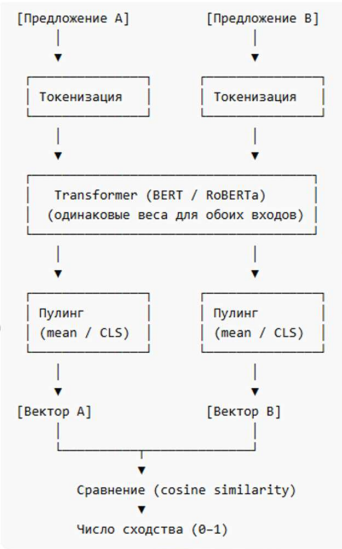 [Предложение A] [Предложение B]
Токенизация Токенизация
Transformer (BERT / RoBERTa)
(одинаковые веса для обоих входов)
Пулинг Пулинг
(mean / CLS) (mean / CLS)
[Вектор A] [Вектор B]
Сравнение (cosine similarity)
Число сходства (0–1)